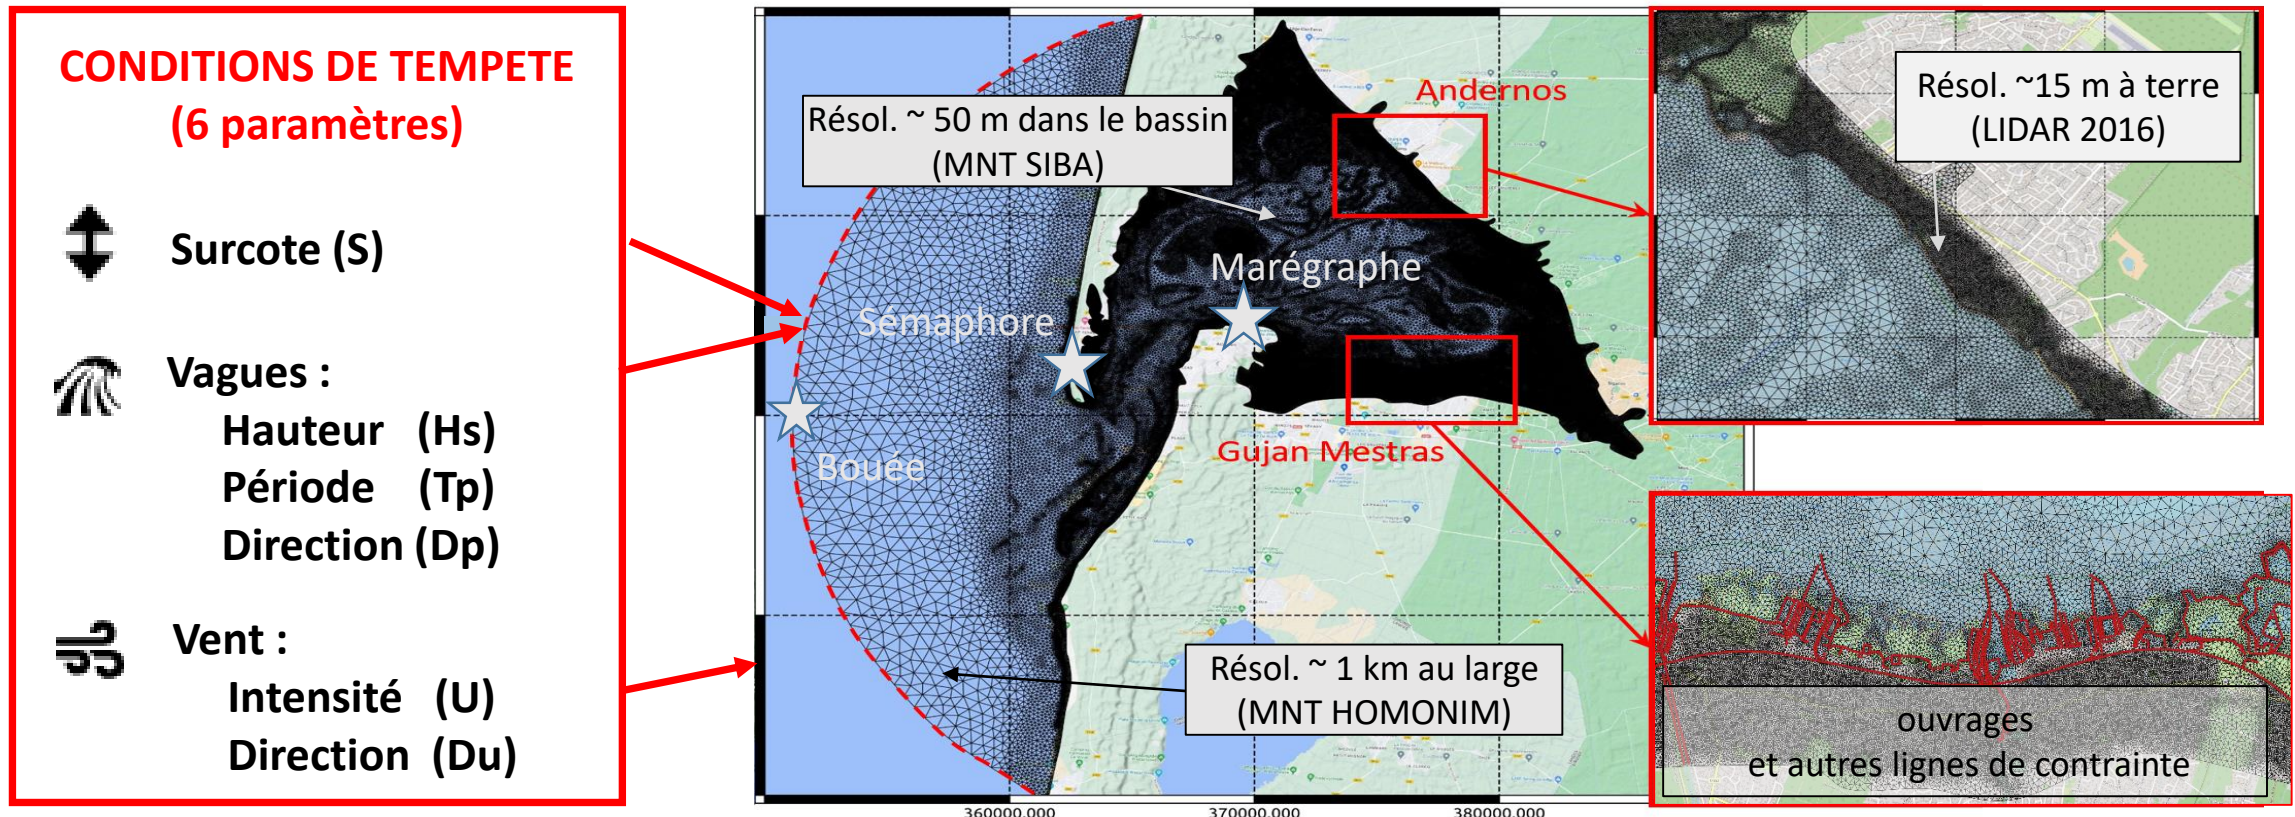 CONDITIONS DE TEMPETE
(6 paramètres)
Surcote (S)
Vagues :
Hauteur (Hs)
Période (Tp)
Direction (Dp)
Vent :
Intensité (U)
Direction (Du)
Résol. ~ 50 m dans le bassin
(MNT SIBA)
Andernos
Marégraphe
Sémaphore
Bouée
Gujan Mestras
Résol. ~ 1 km au large
(MNT HOMONIM)
360000,000
370000,000
380000,000
Résol. ~15 m à terre
(LIDAR 2016)
ouvrages
et autres lignes de contrainte